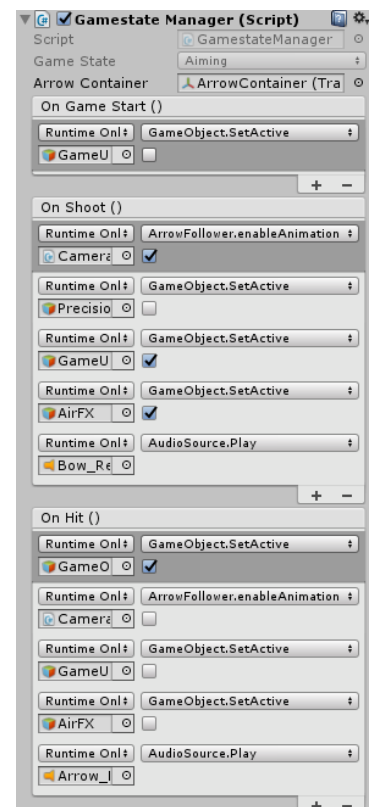 Gamestate Manager (Script)
Script GamestateManager
Game State Aiming
Arrow Container ArrowContainer (Tra
On Game Start ()
Runtime Onl GameObject.SetActive
GameU
+ −
On Shoot ()
Runtime Onl ArrowFollower.enableAnimation
Camera
Runtime Onl GameObject.SetActive
Precisio
Runtime Onl GameObject.SetActive
GameU
Runtime Onl GameObject.SetActive
AirFX
Runtime Onl AudioSource.Play
Bow_Re
+ −
On Hit ()
Runtime Onl GameObject.SetActive
GameO
Runtime Onl ArrowFollower.enableAnimation
Camera
Runtime Onl GameObject.SetActive
GameU
Runtime Onl GameObject.SetActive
AirFX
Runtime Onl AudioSource.Play
Arrow_
+ −